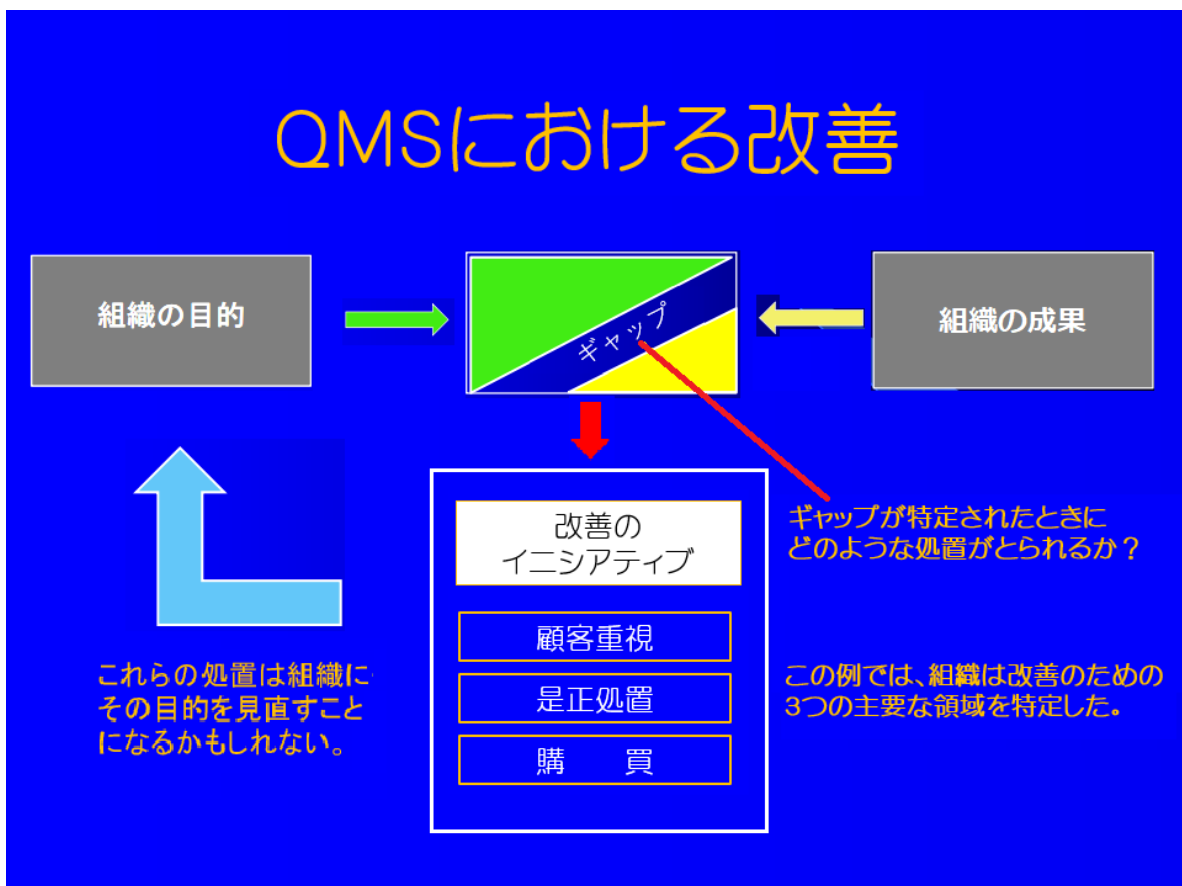 QMSにおける改善
組織の目的
ギャップ
組織の成果
改善の
イニシアティブ
顧客重視
是正処置
購　買
ギャップが特定されたときに
どのような処置がとられるか？
この例では、組織は改善のための
3つの主要な領域を特定した。
これらの処置は組織に
その目的を見直すこと
になるかもしれない。